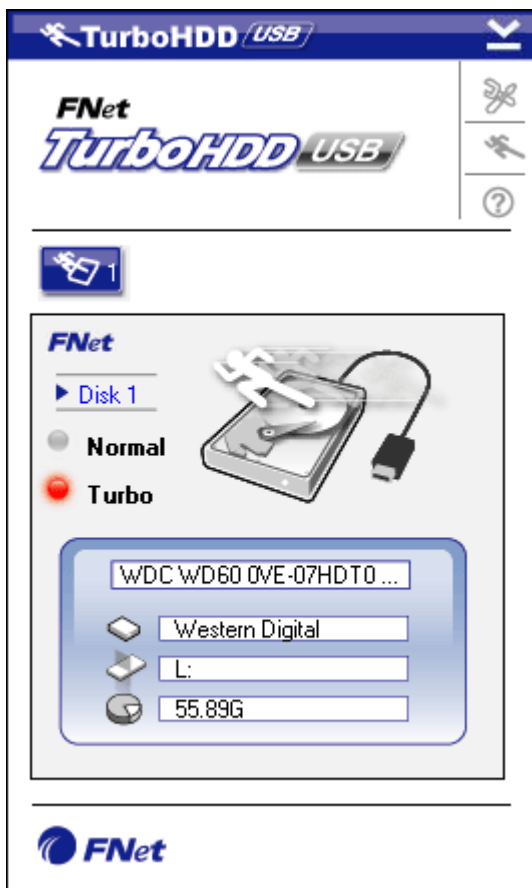 TurboHDD USB
FNet
TurboHDD USB
1
FNet
Disk 1
Normal
Turbo
WDC WD60 0VE-07HDT0 ...
Western Digital
L:
55.89G
FNet